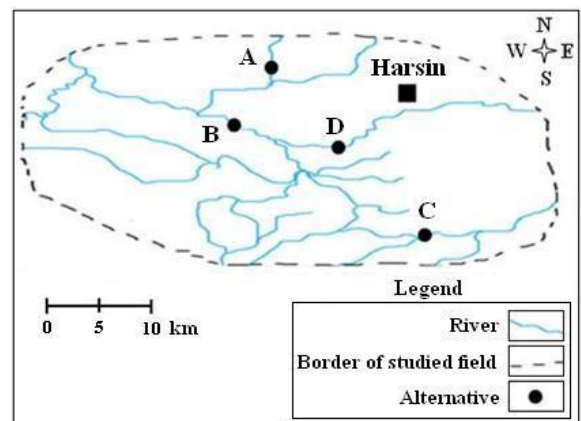 N
W E
S
A
Harsin
B
D
C
Legend
River
Border of studied field
Alternative
0 5 10 km